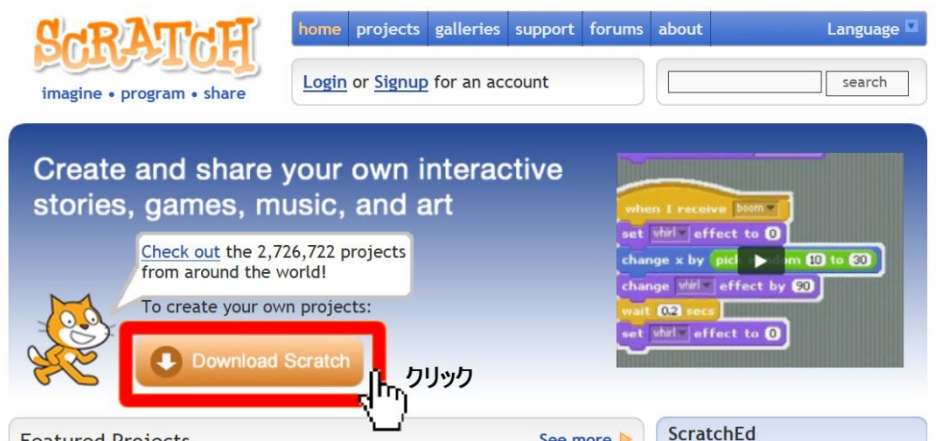 SCRATCH
imagine • program • share
home projects galleries support forums about Language
Login or Signup for an account
search
Create and share your own interactive
stories, games, music, and art
Check out the 2,726,722 projects
from around the world!
To create your own projects:
Download Scratch
クリック
when I receive boom
set whirl effect to 0
change x by pick random 10 to 30
change whirl effect by 90
wait 0.2 secs
set whirl effect to 0
Featured Projects
See more
ScratchEd